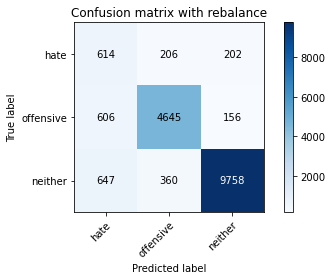 Confusion matrix with rebalance
True label
hate
614 206 202
offensive
606 4645 156
neither
647 360 9758
hate
offensive
neither
Predicted label
8000
6000
4000
2000